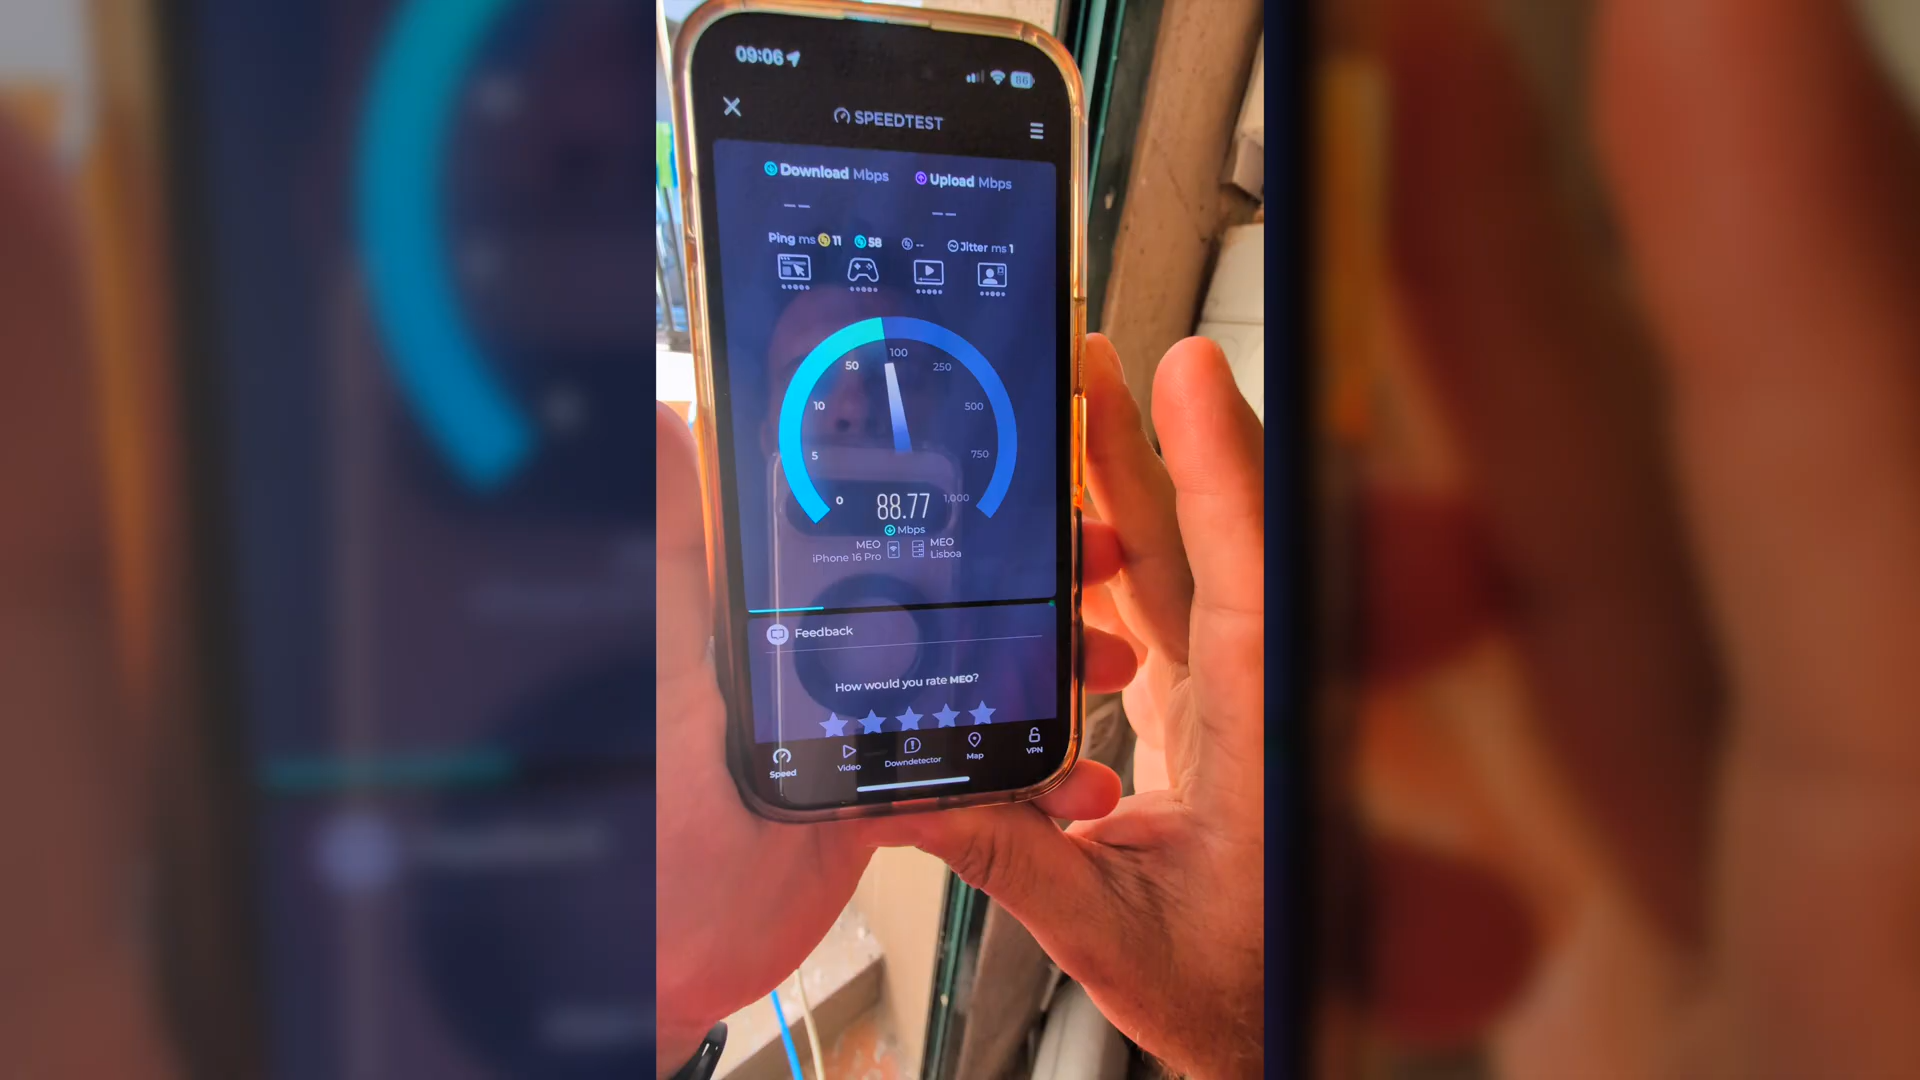 09:06
86
SPEEDTEST
Download Mbps Upload Mbps
-- --
Ping ms 11 58 -- Jitter ms 1
0
5
10
50
100
250
500
750
1,000
88.77
Mbps
MEO MEO
iPhone 16 Pro Lisboa
Feedback
How would you rate MEO?
Speed Video Downdetector Map VPN